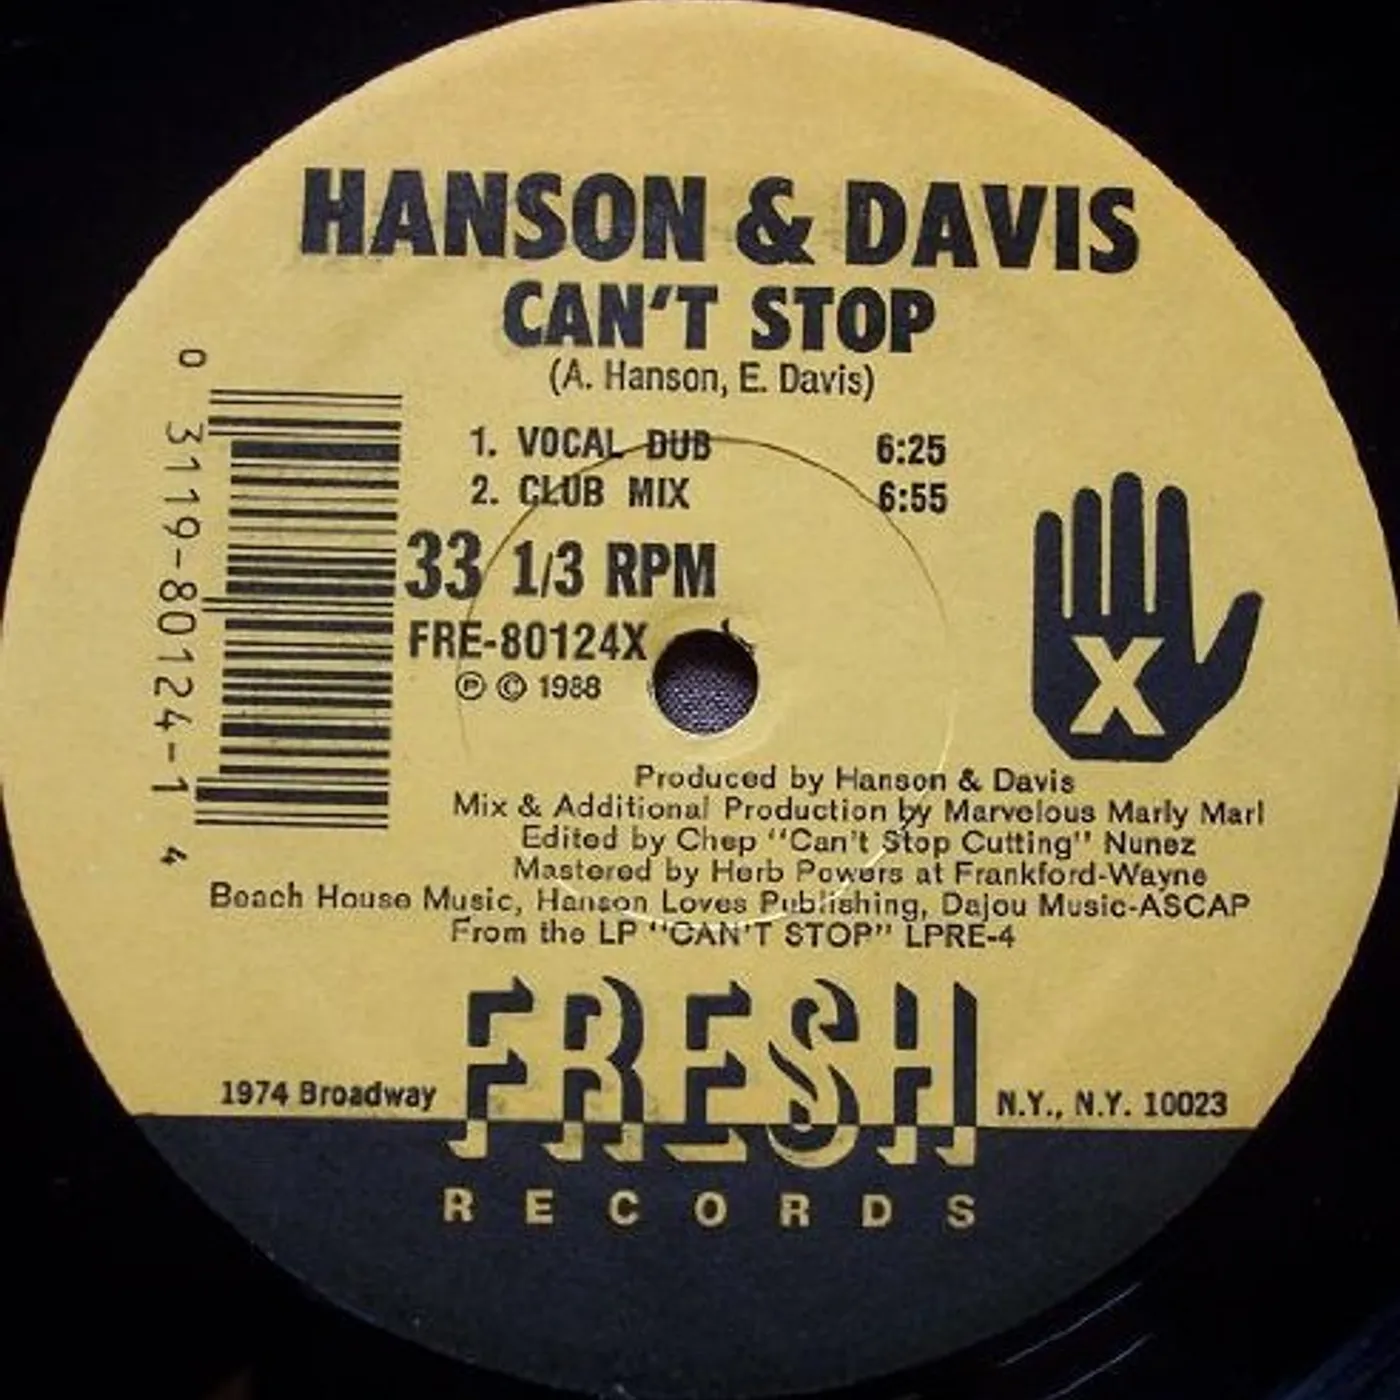 HANSON & DAVIS
CAN'T STOP
(A. Hanson, E. Davis)
1. VOCAL DUB 6:25
2. CLUB MIX 6:55
33 1/3 RPM
FRE-80124X
Ⓟ © 1988
0 3119-80124-1 4
X
Produced by Hanson & Davis
Mix & Additional Production by Marvelous Marly Marl
Edited by Chep "Can't Stop Cutting" Nunez
Mastered by Herb Powers at Frankford-Wayne
Beach House Music, Hanson Loves Publishing, Dajou Music-ASCAP
From the LP "CAN'T STOP" LPRE-4
FRESH
1974 Broadway N.Y., N.Y. 10023
RECORDS